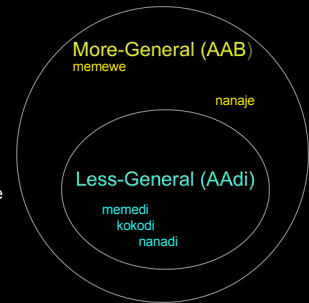 More-General (AAB)
memewe
nanaje
Less-General (AAdi)
e
memedi
kokodi
nanadi